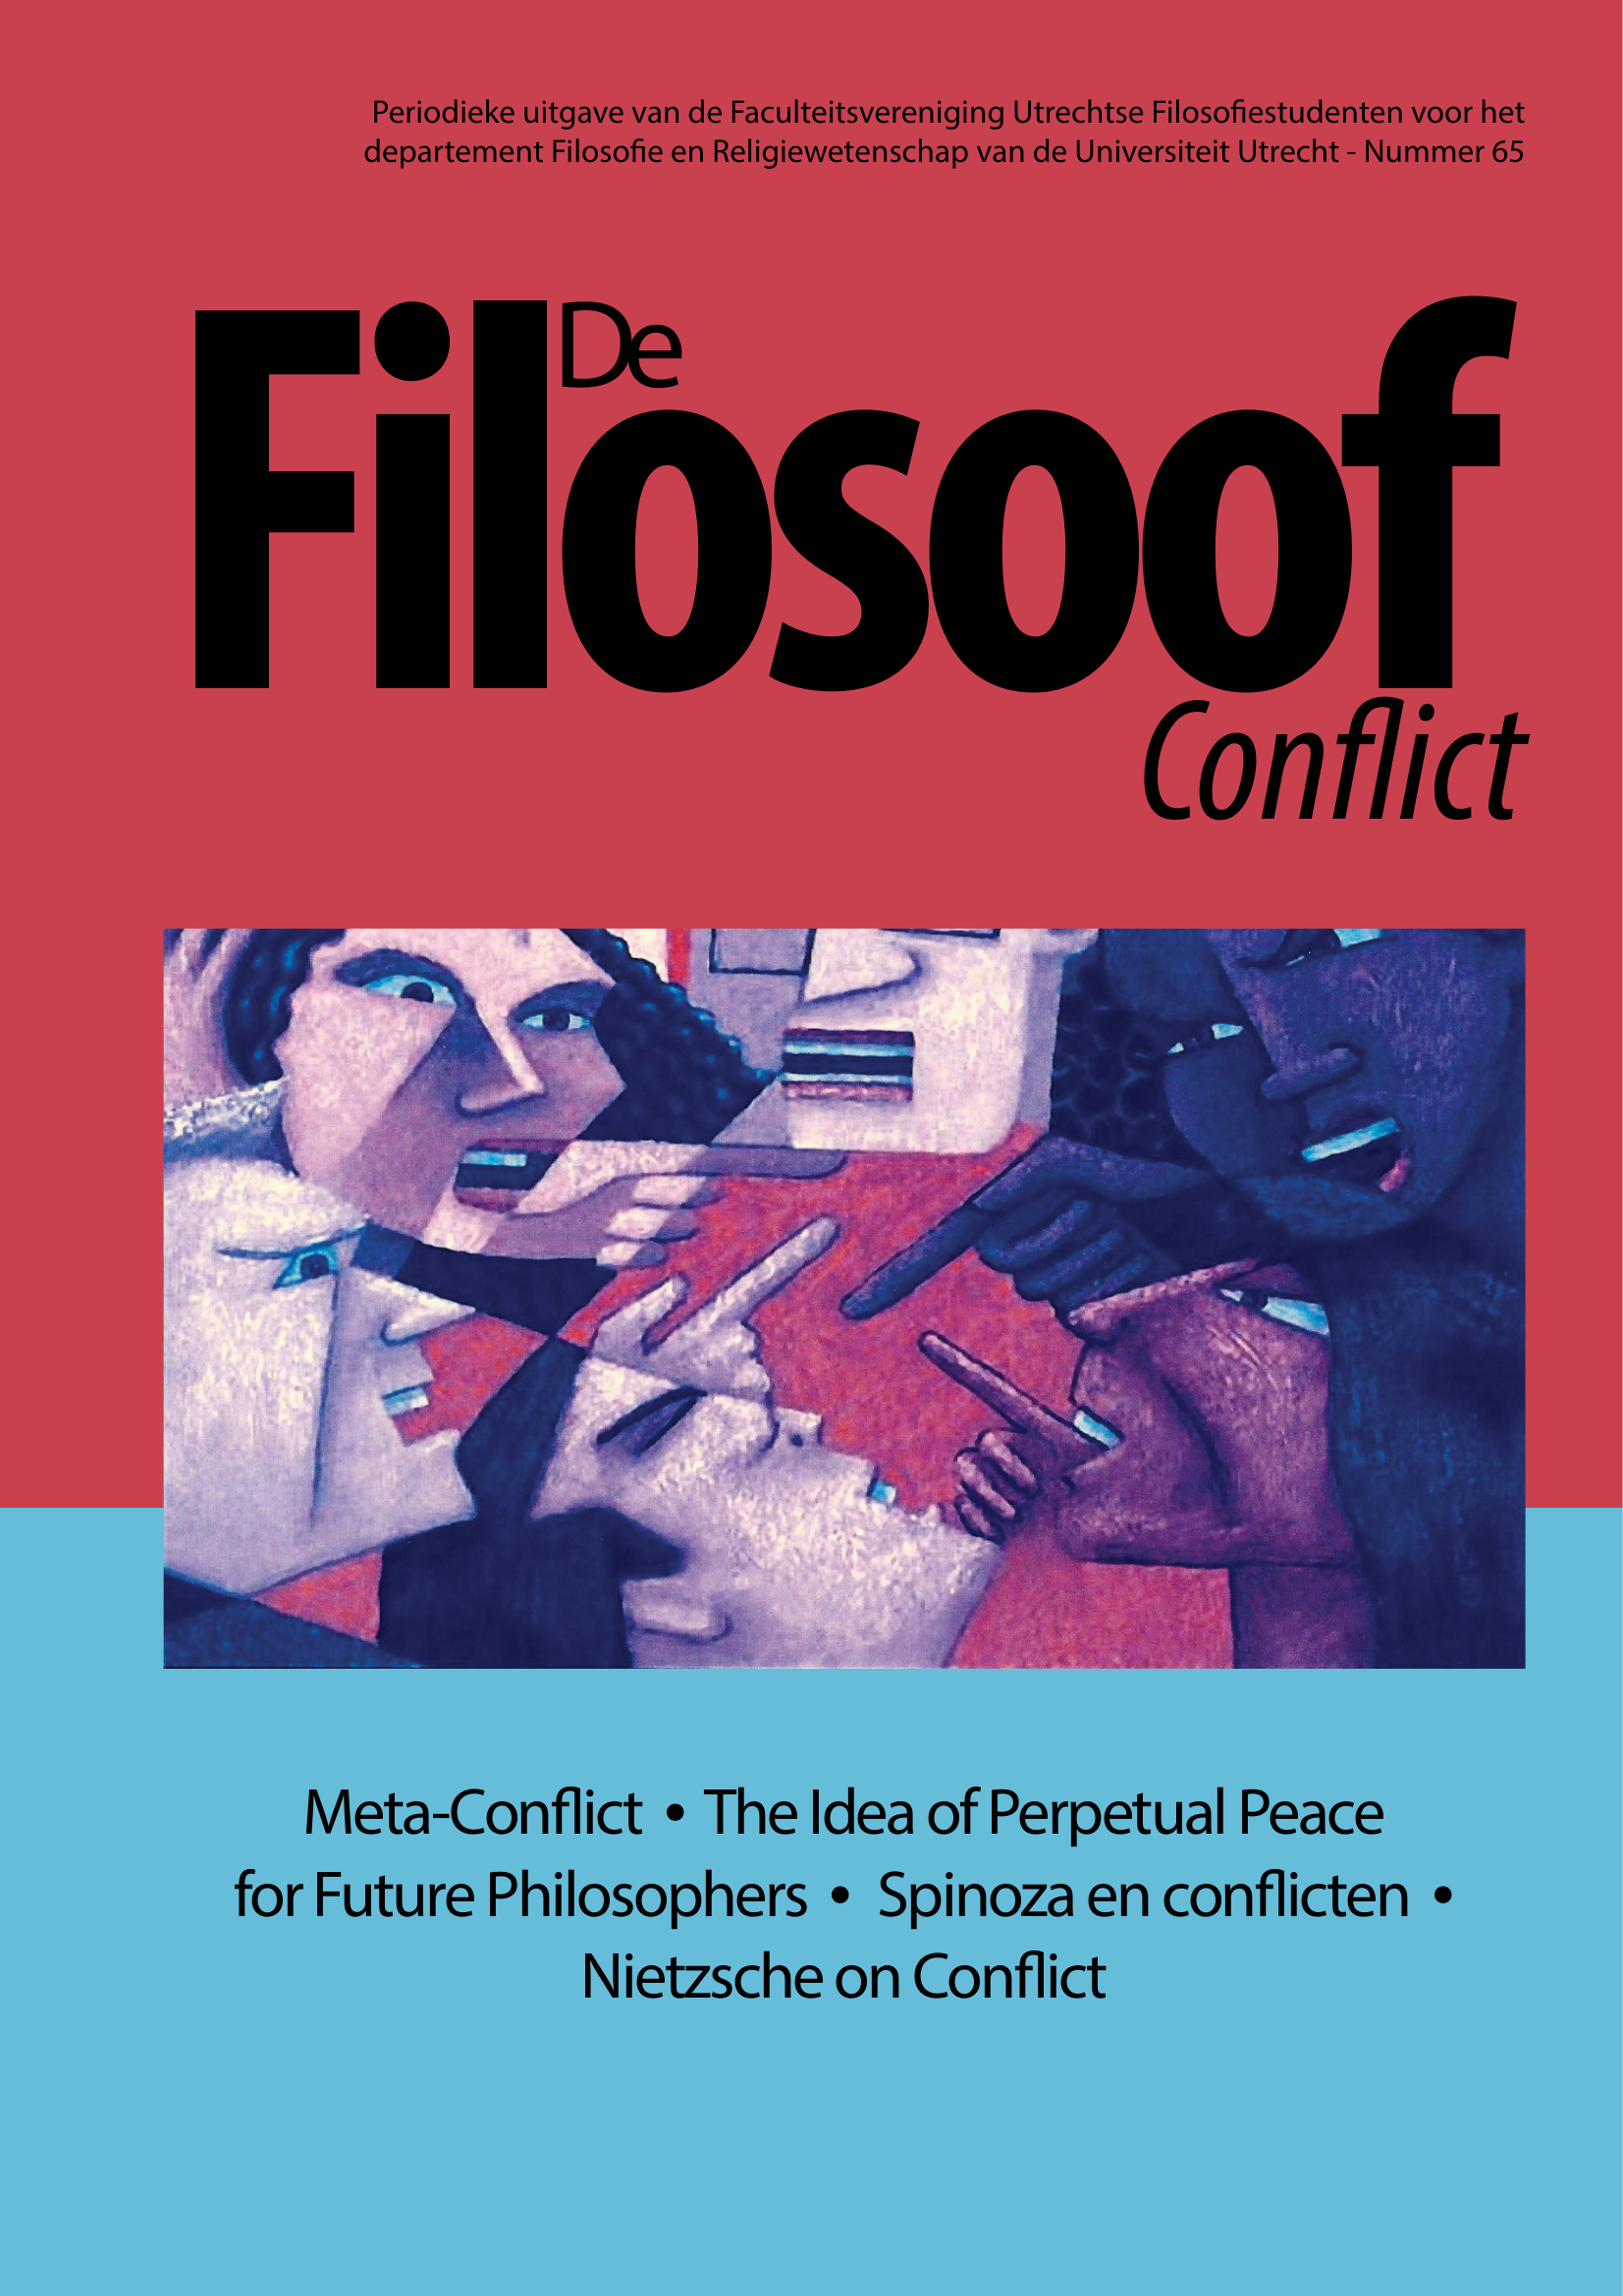 Periodieke uitgave van de Faculteitsvereniging Utrechtse Filosofiestudenten voor het
departement Filosofie en Religiewetenschap van de Universiteit Utrecht - Nummer 65
De
Filosoof
Conflict
Meta-Conflict • The Idea of Perpetual Peace
for Future Philosophers • Spinoza en conflicten •
Nietzsche on Conflict